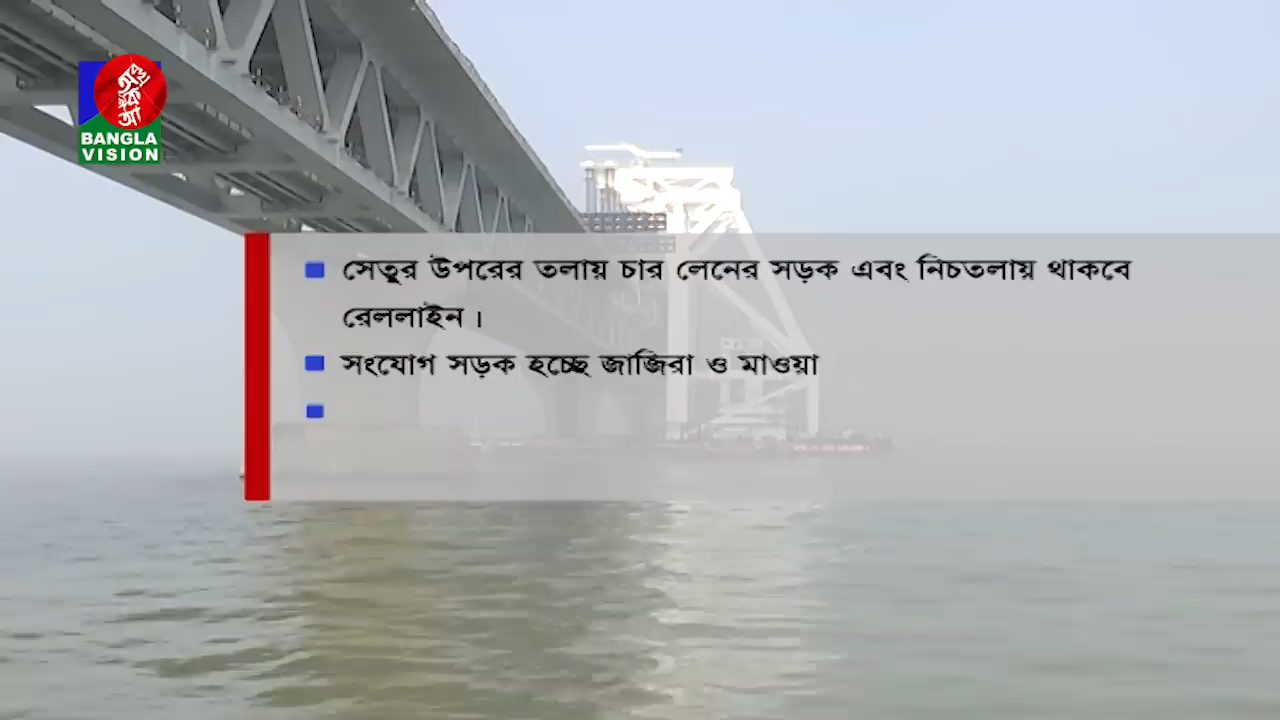 BANGLA
VISION
সেতুর উপরের তলায় চার লেনের সড়ক এবং নিচতলায় থাকবে
রেললাইন।
সংযোগ সড়ক হচ্ছে জাজিরা ও মাওয়া